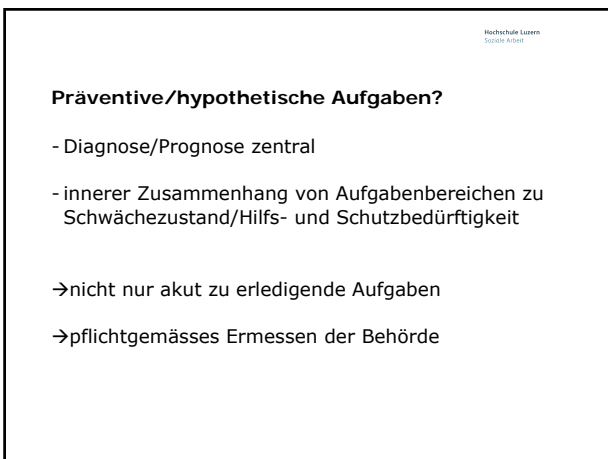 Hochschule Luzern
Soziale Arbeit
Präventive/hypothetische Aufgaben?
- Diagnose/Prognose zentral
- innerer Zusammenhang von Aufgabenbereichen zu
Schwächezustand/Hilfs- und Schutzbedürftigkeit
→nicht nur akut zu erledigende Aufgaben
→pflichtgemässes Ermessen der Behörde